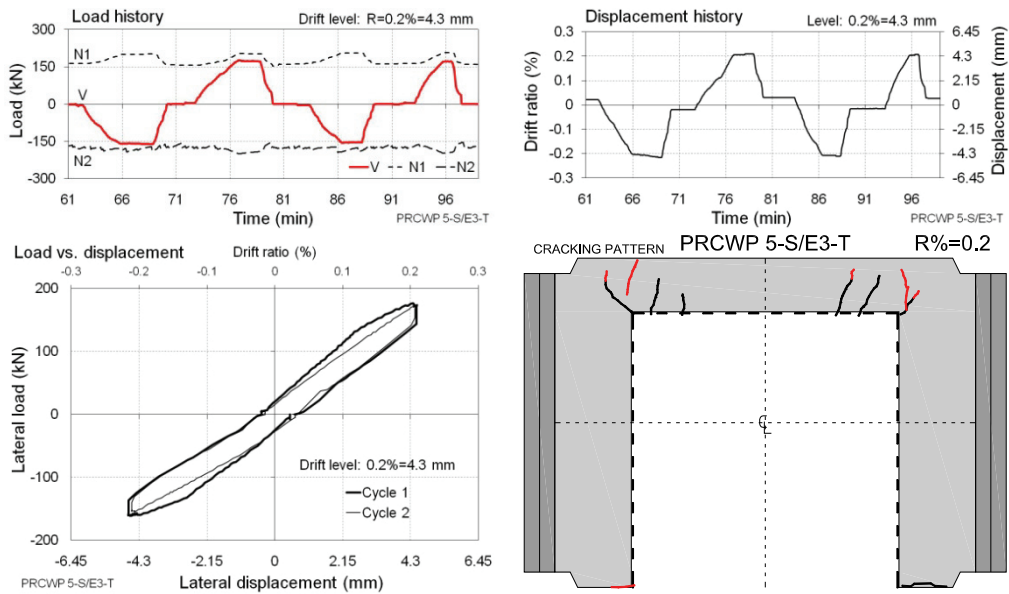 Load history
Drift level: R=0.2%=4.3 mm
Load (kN)
300
150
0
-150
-300
N1
V
N2
V N1 N2
61 66 71 76 81 86 91 96
Time (min)
PRCWP 5-S/E3-T
Displacement history
Level: 0.2%=4.3 mm
Drift ratio (%)
0.3
0.2
0.1
0
-0.1
-0.2
-0.3
6.45
4.3
2.15
0
-2.15
-4.3
-6.45
Displacement (mm)
61 66 71 76 81 86 91 96
Time (min)
PRCWP 5-S/E3-T
Load vs. displacement
Drift ratio (%)
-0.3 -0.2 -0.1 0 0.1 0.2 0.3
Lateral load (kN)
200
100
0
-100
-200
Drift level: 0.2%=4.3 mm
Cycle 1
Cycle 2
-6.45 -4.3 -2.15 0 2.15 4.3 6.45
PRCWP 5-S/E3-T
Lateral displacement (mm)
CRACKING PATTERN PRCWP 5-S/E3-T R%=0.2
℄